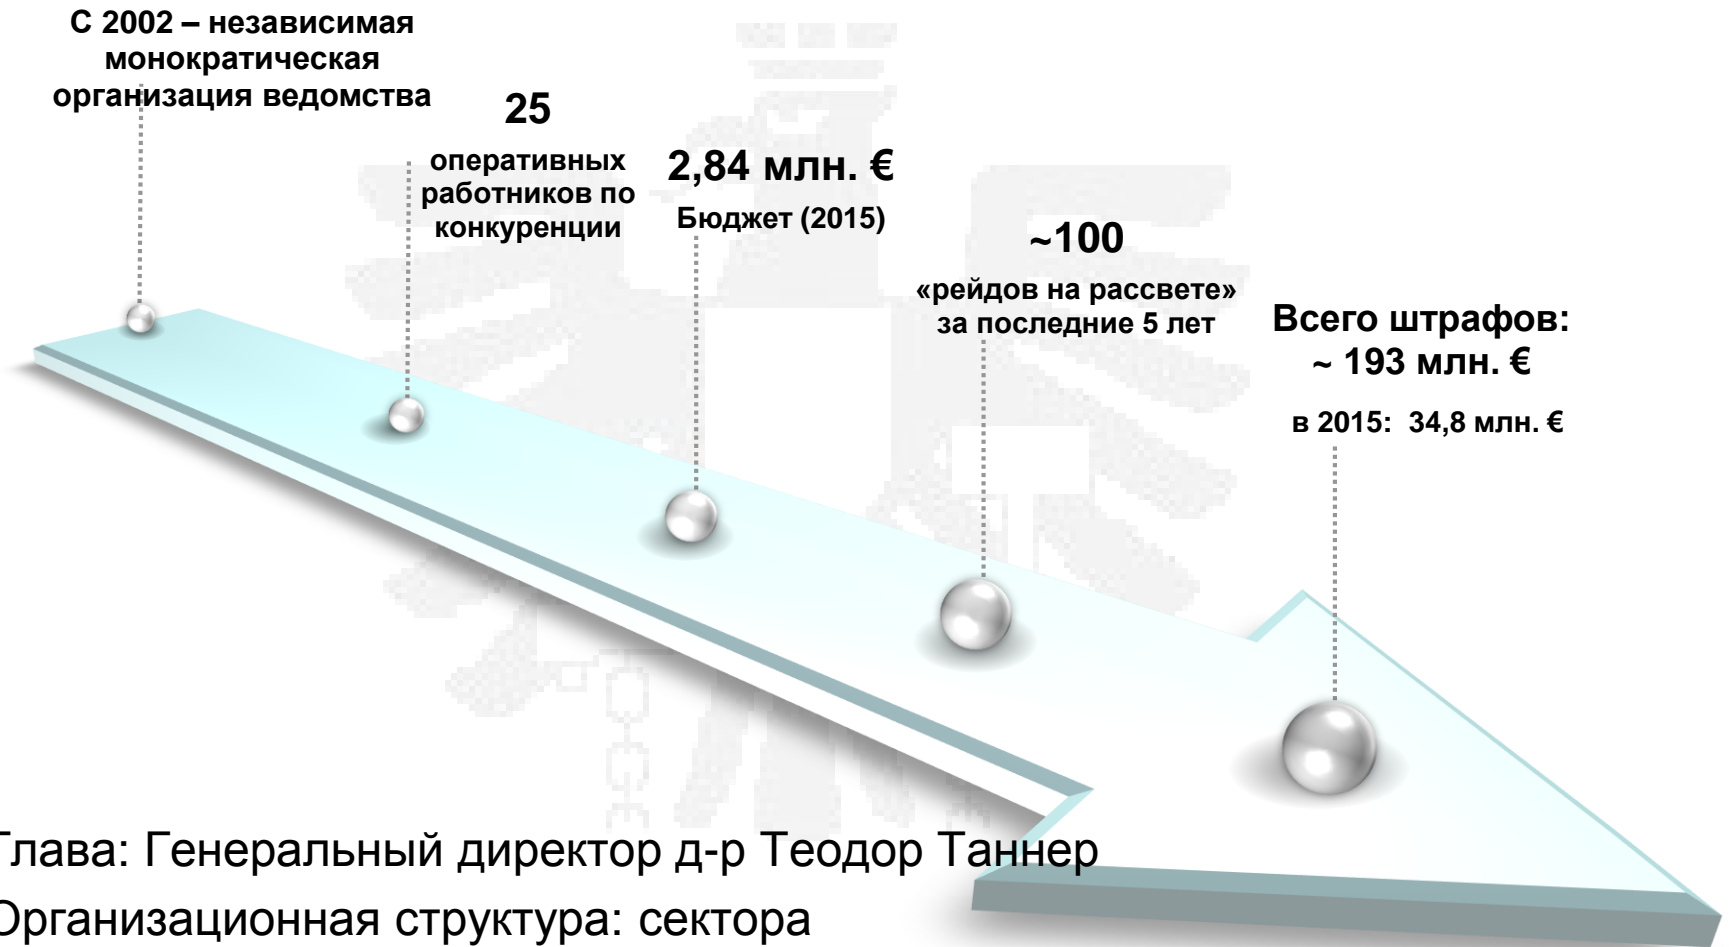 С 2002 – независимая
монократическая
организация ведомства
25
оперативных
работников по
конкуренции
2,84 млн. €
Бюджет (2015)
~100
«рейдов на рассвете»
за последние 5 лет
Всего штрафов:
~ 193 млн. €
в 2015: 34,8 млн. €
Глава: Генеральный директор д-р Теодор Таннер
Организационная структура: сектора